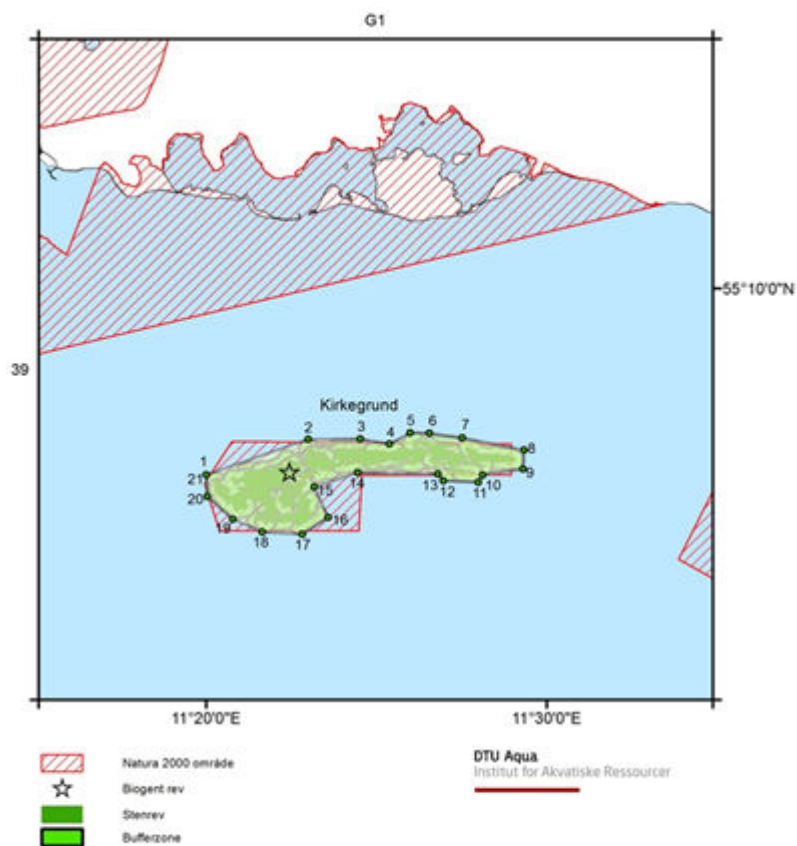 G1
55°10'0"N
39
Kirkegrund
1
2
3
4
5
6
7
8
9
10
11
12
13
14
15
16
17
18
19
20
21
11°20'0"E
11°30'0"E
Natura 2000 område
Biogent rev
Stenrev
Bufferzone
DTU Aqua
Institut for Akvatiske Ressourcer